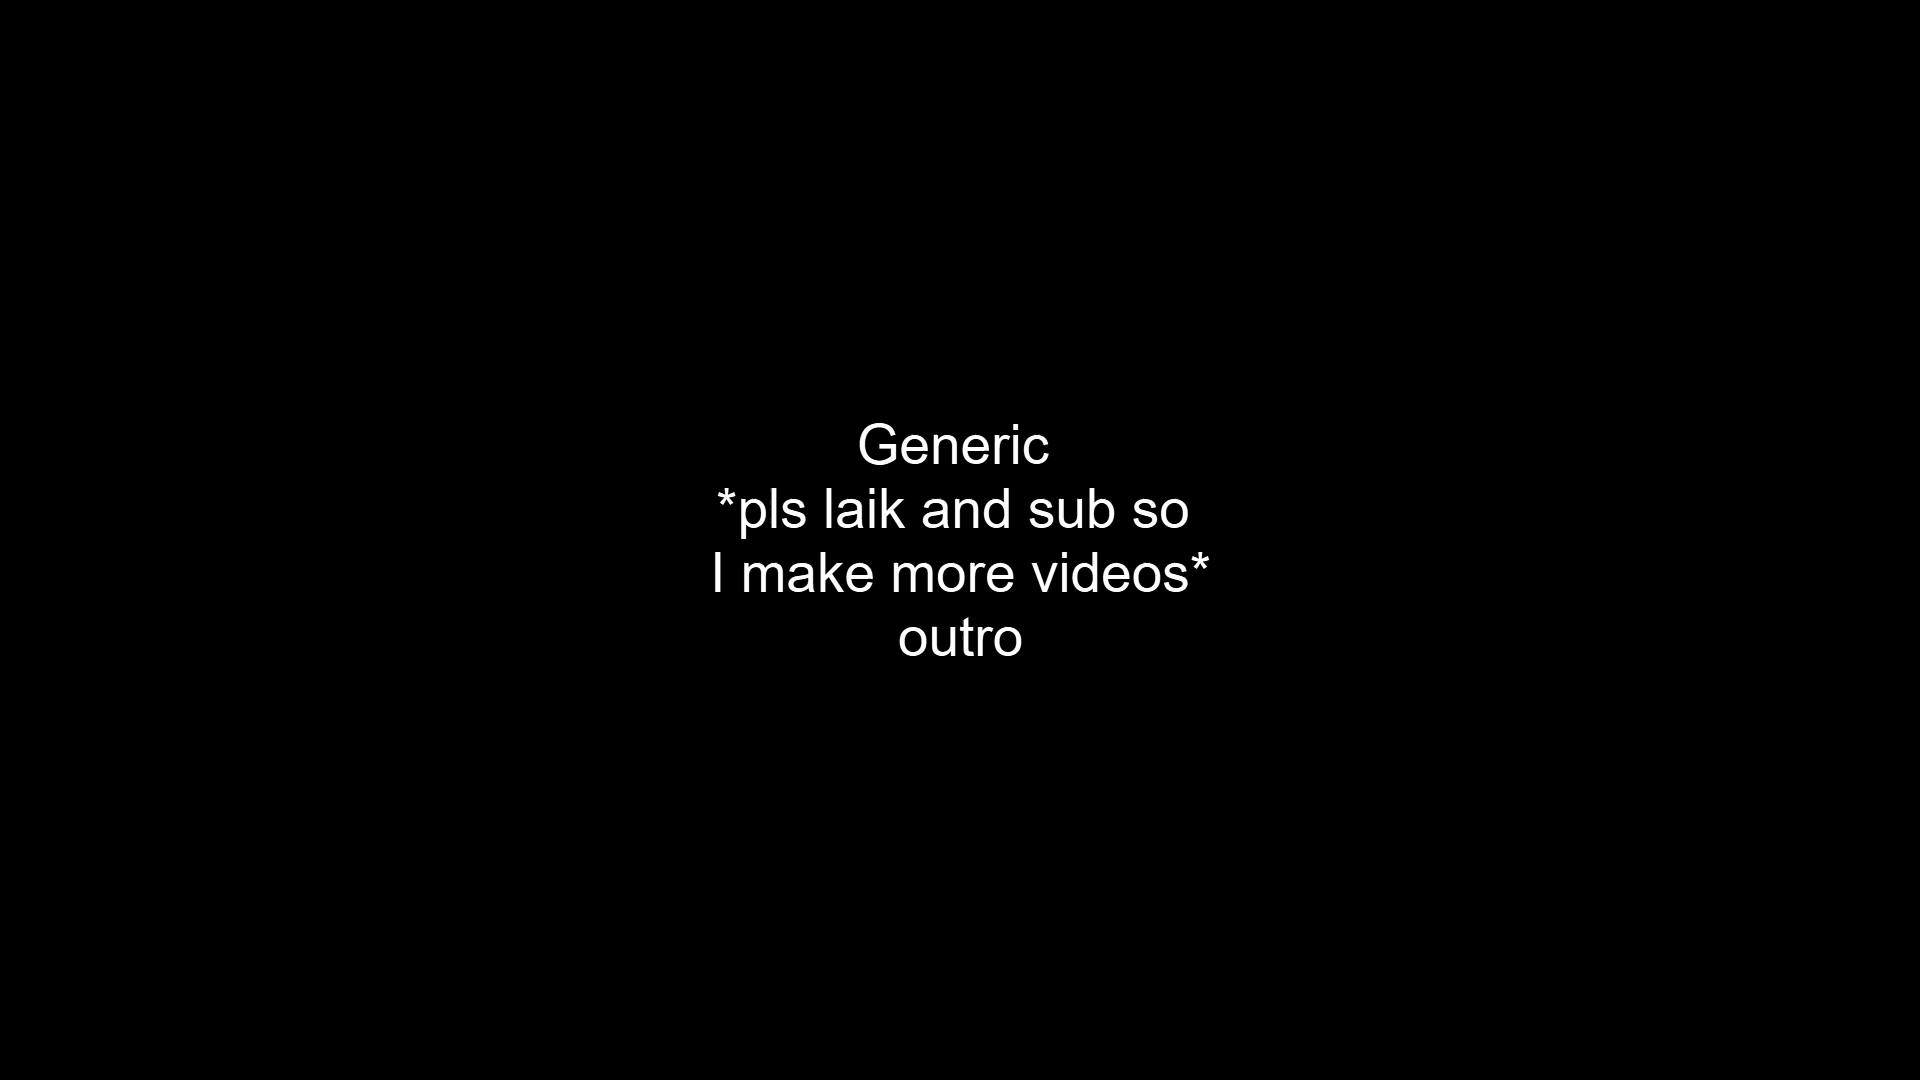 Generic
*pls laik and sub so
I make more videos*
outro